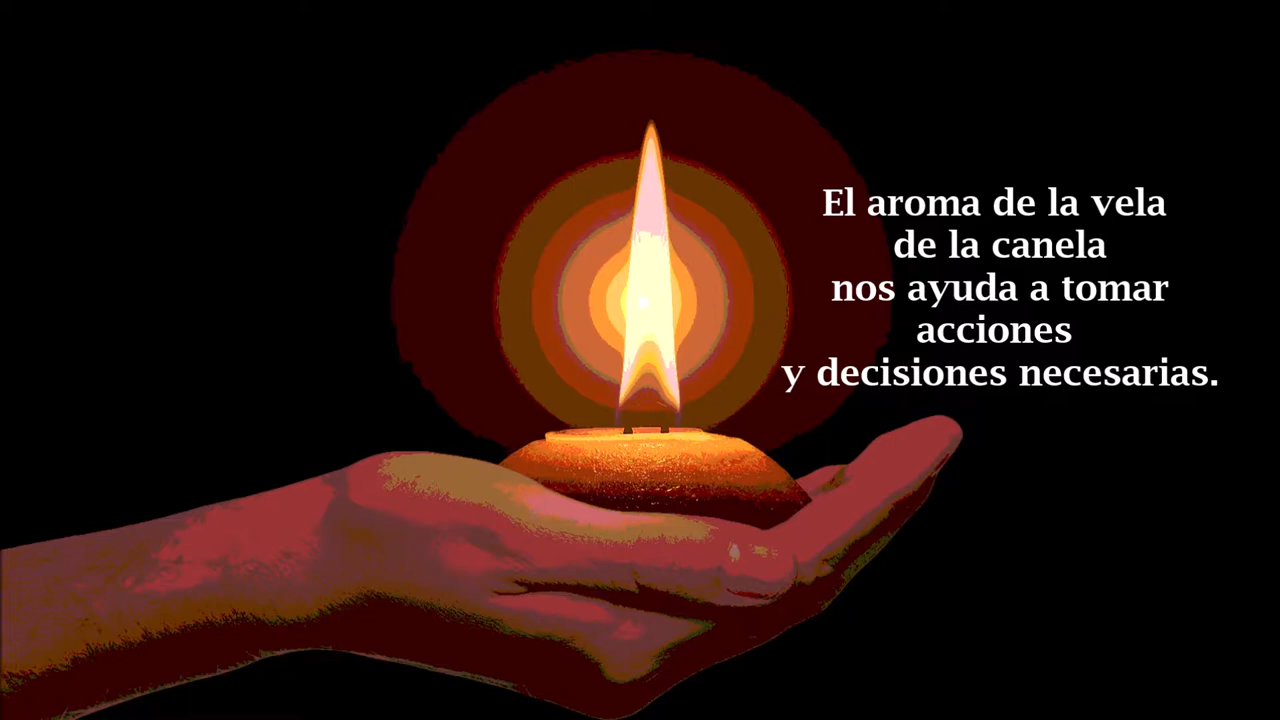 El aroma de la vela
de la canela
nos ayuda a tomar
acciones
y decisiones necesarias.